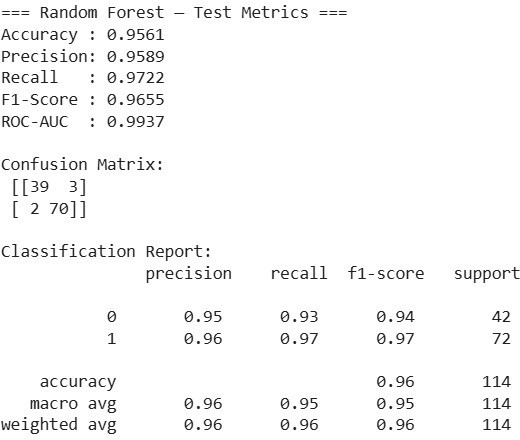 === Random Forest — Test Metrics ===
Accuracy : 0.9561
Precision: 0.9589
Recall   : 0.9722
F1-Score : 0.9655
ROC-AUC  : 0.9937

Confusion Matrix:
 [[39  3]
 [ 2 70]]

Classification Report:
              precision    recall  f1-score   support

           0       0.95      0.93      0.94        42
           1       0.96      0.97      0.97        72

    accuracy                           0.96       114
   macro avg       0.96      0.95      0.95       114
weighted avg       0.96      0.96      0.96       114